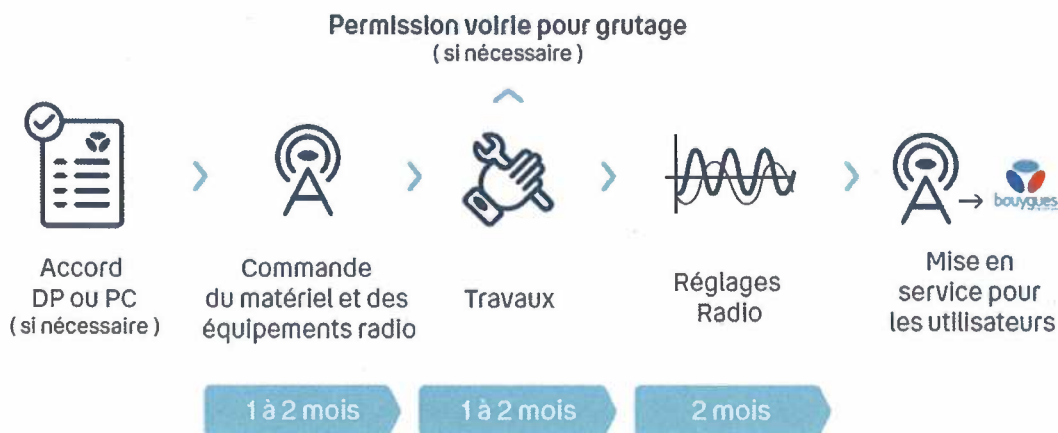 Permission voirie pour grutage
( si nécessaire )
Accord
DP ou PC
( si nécessaire )
Commande
du matériel et des
équipements radio
Travaux
Réglages
Radio
bouygues
Mise en
service pour
les utilisateurs
1 à 2 mois
1 à 2 mois
2 mois